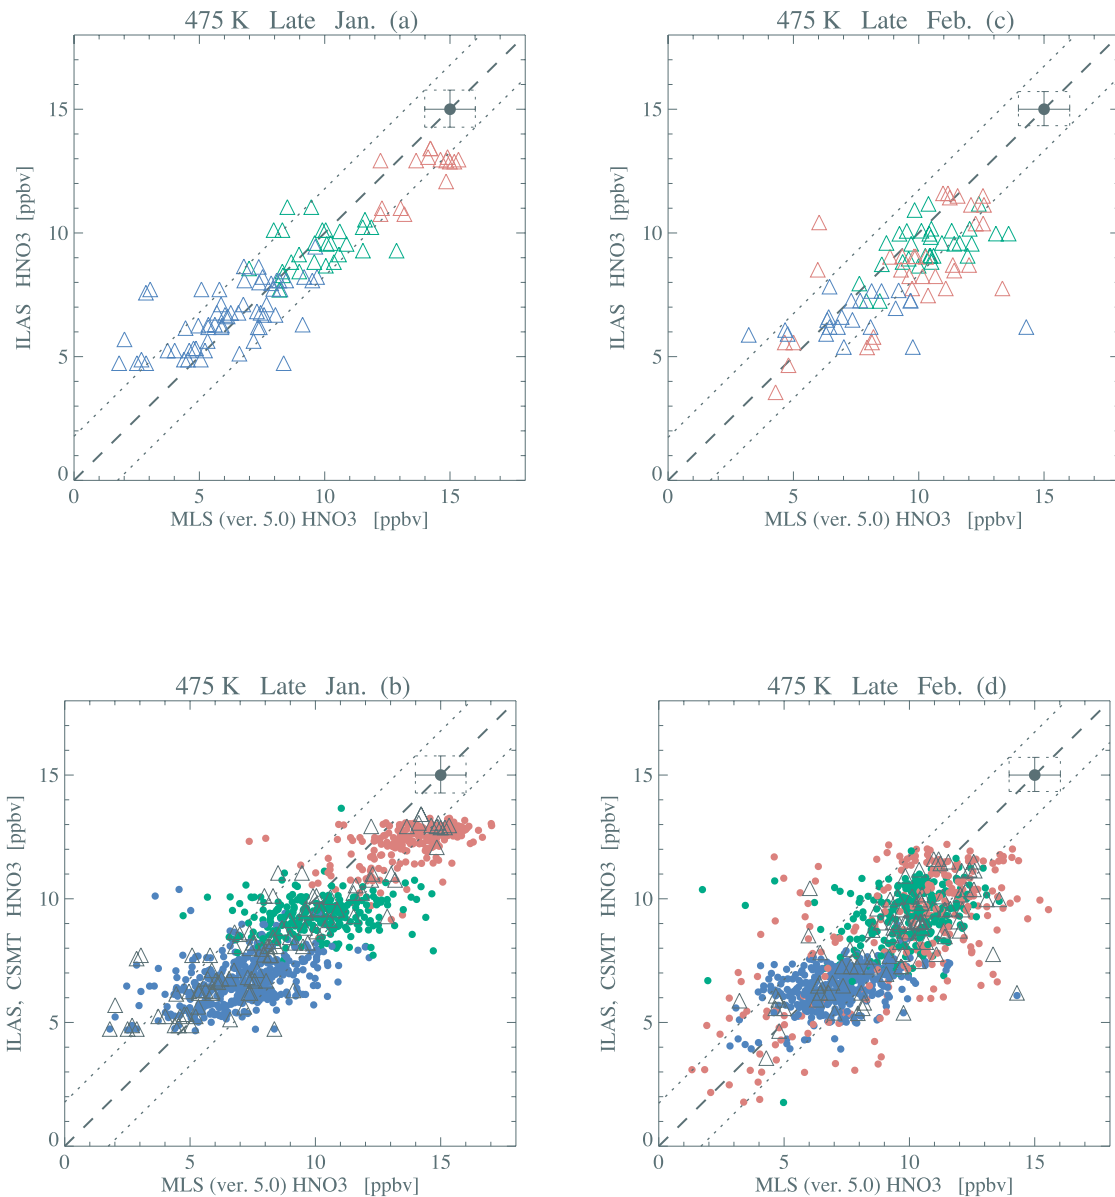 475 K Late Jan. (a)
15
10
5
0
ILAS HNO3 [ppbv]
0 5 10 15
MLS (ver. 5.0) HNO3 [ppbv]
475 K Late Feb. (c)
15
10
5
0
ILAS HNO3 [ppbv]
0 5 10 15
MLS (ver. 5.0) HNO3 [ppbv]
475 K Late Jan. (b)
15
10
5
0
ILAS, CSMT HNO3 [ppbv]
0 5 10 15
MLS (ver. 5.0) HNO3 [ppbv]
475 K Late Feb. (d)
15
10
5
0
ILAS, CSMT HNO3 [ppbv]
0 5 10 15
MLS (ver. 5.0) HNO3 [ppbv]